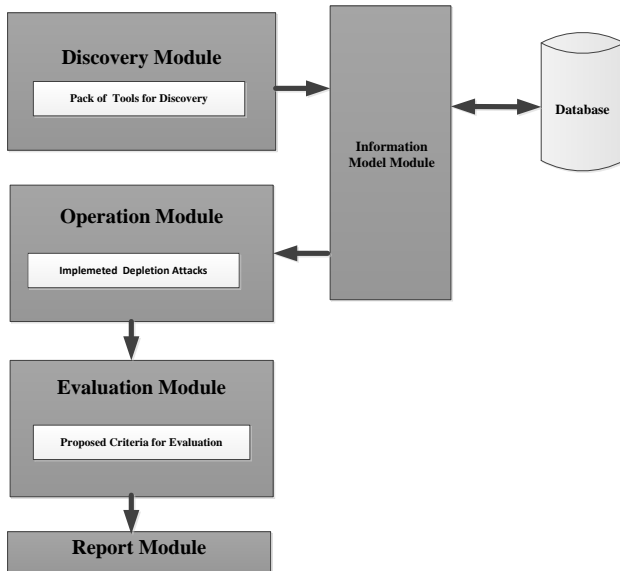 Discovery Module
Pack of Tools for Discovery
Information
Model Module
Database
Operation Module
Implemeted Depletion Attacks
Evaluation Module
Proposed Criteria for Evaluation
Report Module